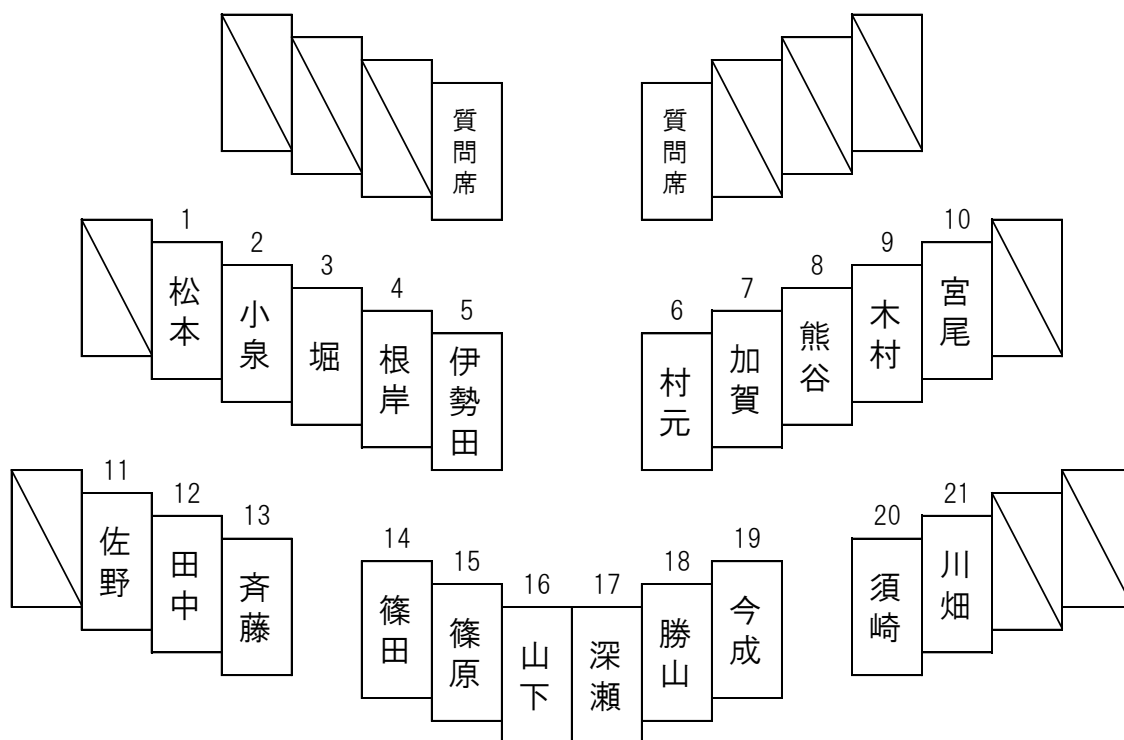 質問席
質問席
1
松本
2
小泉
3
堀
4
根岸
5
伊勢田
6
村元
7
加賀
8
熊谷
9
木村
10
宮尾
11
佐野
12
田中
13
斉藤
14
篠田
15
篠原
16
山下
17
深瀬
18
勝山
19
今成
20
須崎
21
川畑